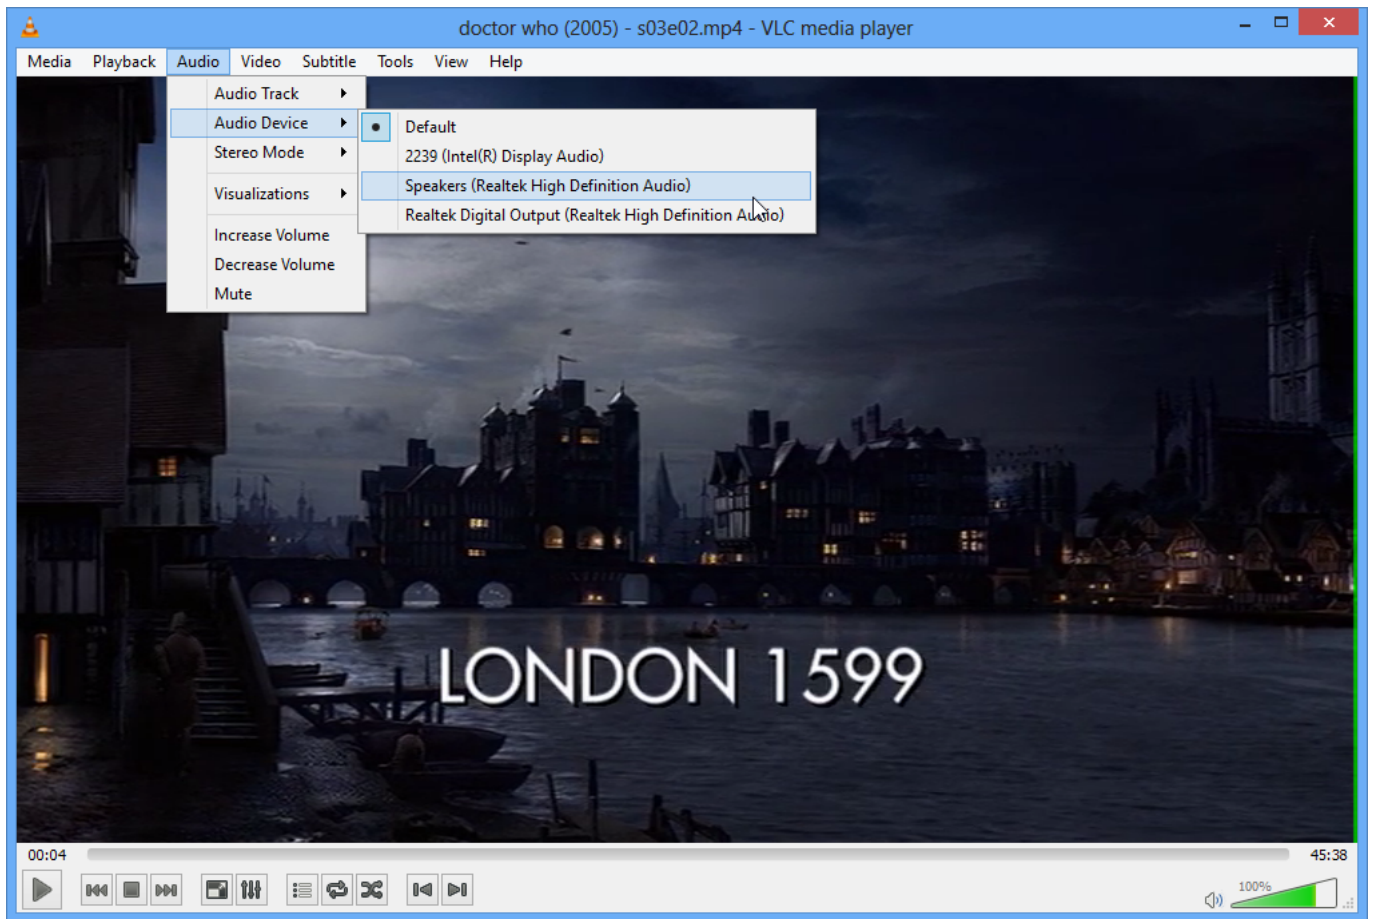 doctor who (2005) - s03e02.mp4 - VLC media player
Media Playback Audio Video Subtitle Tools View Help
Audio Track
Audio Device
Stereo Mode
Visualizations
Increase Volume
Decrease Volume
Mute
Default
2239 (Intel(R) Display Audio)
Speakers (Realtek High Definition Audio)
Realtek Digital Output (Realtek High Definition Audio)
LONDON 1599
00:04
45:38
100%